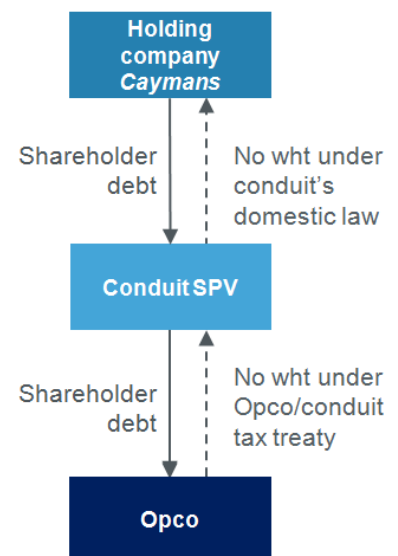 Holding
company
Caymans
Shareholder
debt
No wht under
conduit's
domestic law
Conduit SPV
Shareholder
debt
No wht under
Opco/conduit
tax treaty
Opco